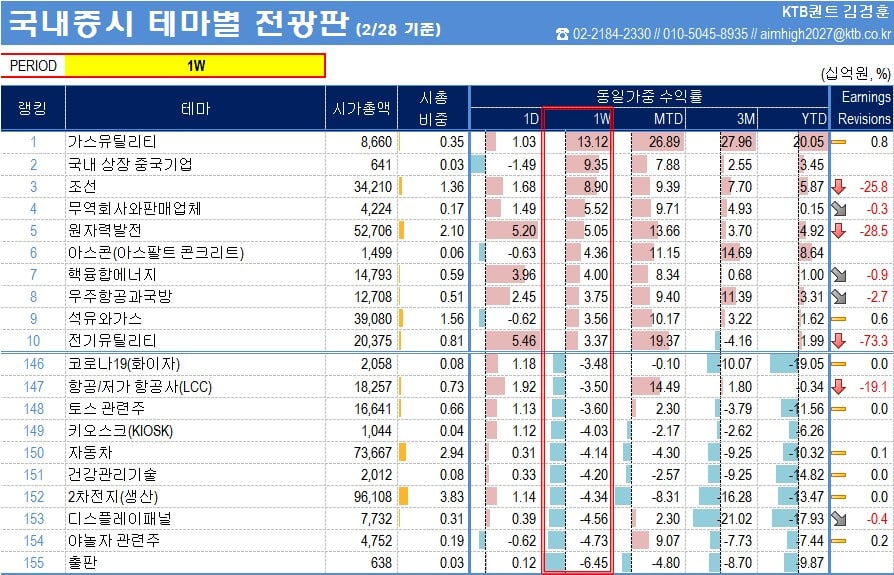 국내증시 테마별 전광판 (2/28 기준)
KTB퀀트 김경훈
☎ 02-2184-2330 // 010-5045-8935 // aimhigh2027@ktb.co.kr
PERIOD 1W
(십억원, %)
랭킹 테마 시가총액 시총 비중 동일가중 수익률 Earnings Revisions
1D 1W MTD 3M YTD
1 가스유틸리티 8,660 0.35 1.03 13.12 26.89 27.96 20.05 0.8
2 국내 상장 중국기업 641 0.03 -1.49 9.35 7.88 2.55 3.45
3 조선 34,210 1.36 1.68 8.90 9.39 7.70 5.87 -25.8
4 무역회사와판매업체 4,224 0.17 1.49 5.52 9.71 4.93 0.15 -0.3
5 원자력발전 52,706 2.10 5.20 5.05 13.66 3.70 4.92 -28.5
6 아스콘(아스팔트 콘크리트) 1,499 0.06 -0.63 4.36 11.15 14.69 8.64
7 핵융합에너지 14,793 0.59 3.96 4.00 8.34 0.68 1.00 -0.9
8 우주항공과국방 12,708 0.51 2.45 3.75 9.40 11.39 3.31 -2.7
9 석유와가스 39,080 1.56 -0.62 3.56 10.17 3.22 1.62 0.6
10 전기유틸리티 20,375 0.81 5.46 3.37 19.37 -4.16 1.99 -73.3
146 코로나19(화이자) 2,058 0.08 1.18 -3.48 -0.10 -10.07 -19.05 0.0
147 항공/저가 항공사(LCC) 18,257 0.73 1.92 -3.50 14.49 1.80 -0.34 -19.1
148 토스 관련주 16,641 0.66 1.13 -3.60 2.30 -3.79 -11.56 0.0
149 키오스크(KIOSK) 1,044 0.04 1.12 -4.03 -2.17 -2.62 -6.26
150 자동차 73,667 2.94 0.31 -4.14 -4.30 -9.25 -10.32 0.1
151 건강관리기술 2,012 0.08 0.33 -4.20 -2.57 -9.25 -14.82 0.0
152 2차전지(생산) 96,108 3.83 1.14 -4.34 -8.31 -16.28 -13.47 0.0
153 디스플레이패널 7,732 0.31 0.39 -4.56 2.30 -21.02 -17.93 -0.4
154 야놀자 관련주 4,752 0.19 -0.62 -4.73 9.07 -7.73 -7.44 0.2
155 출판 638 0.03 0.12 -6.45 -4.80 -8.70 -9.87